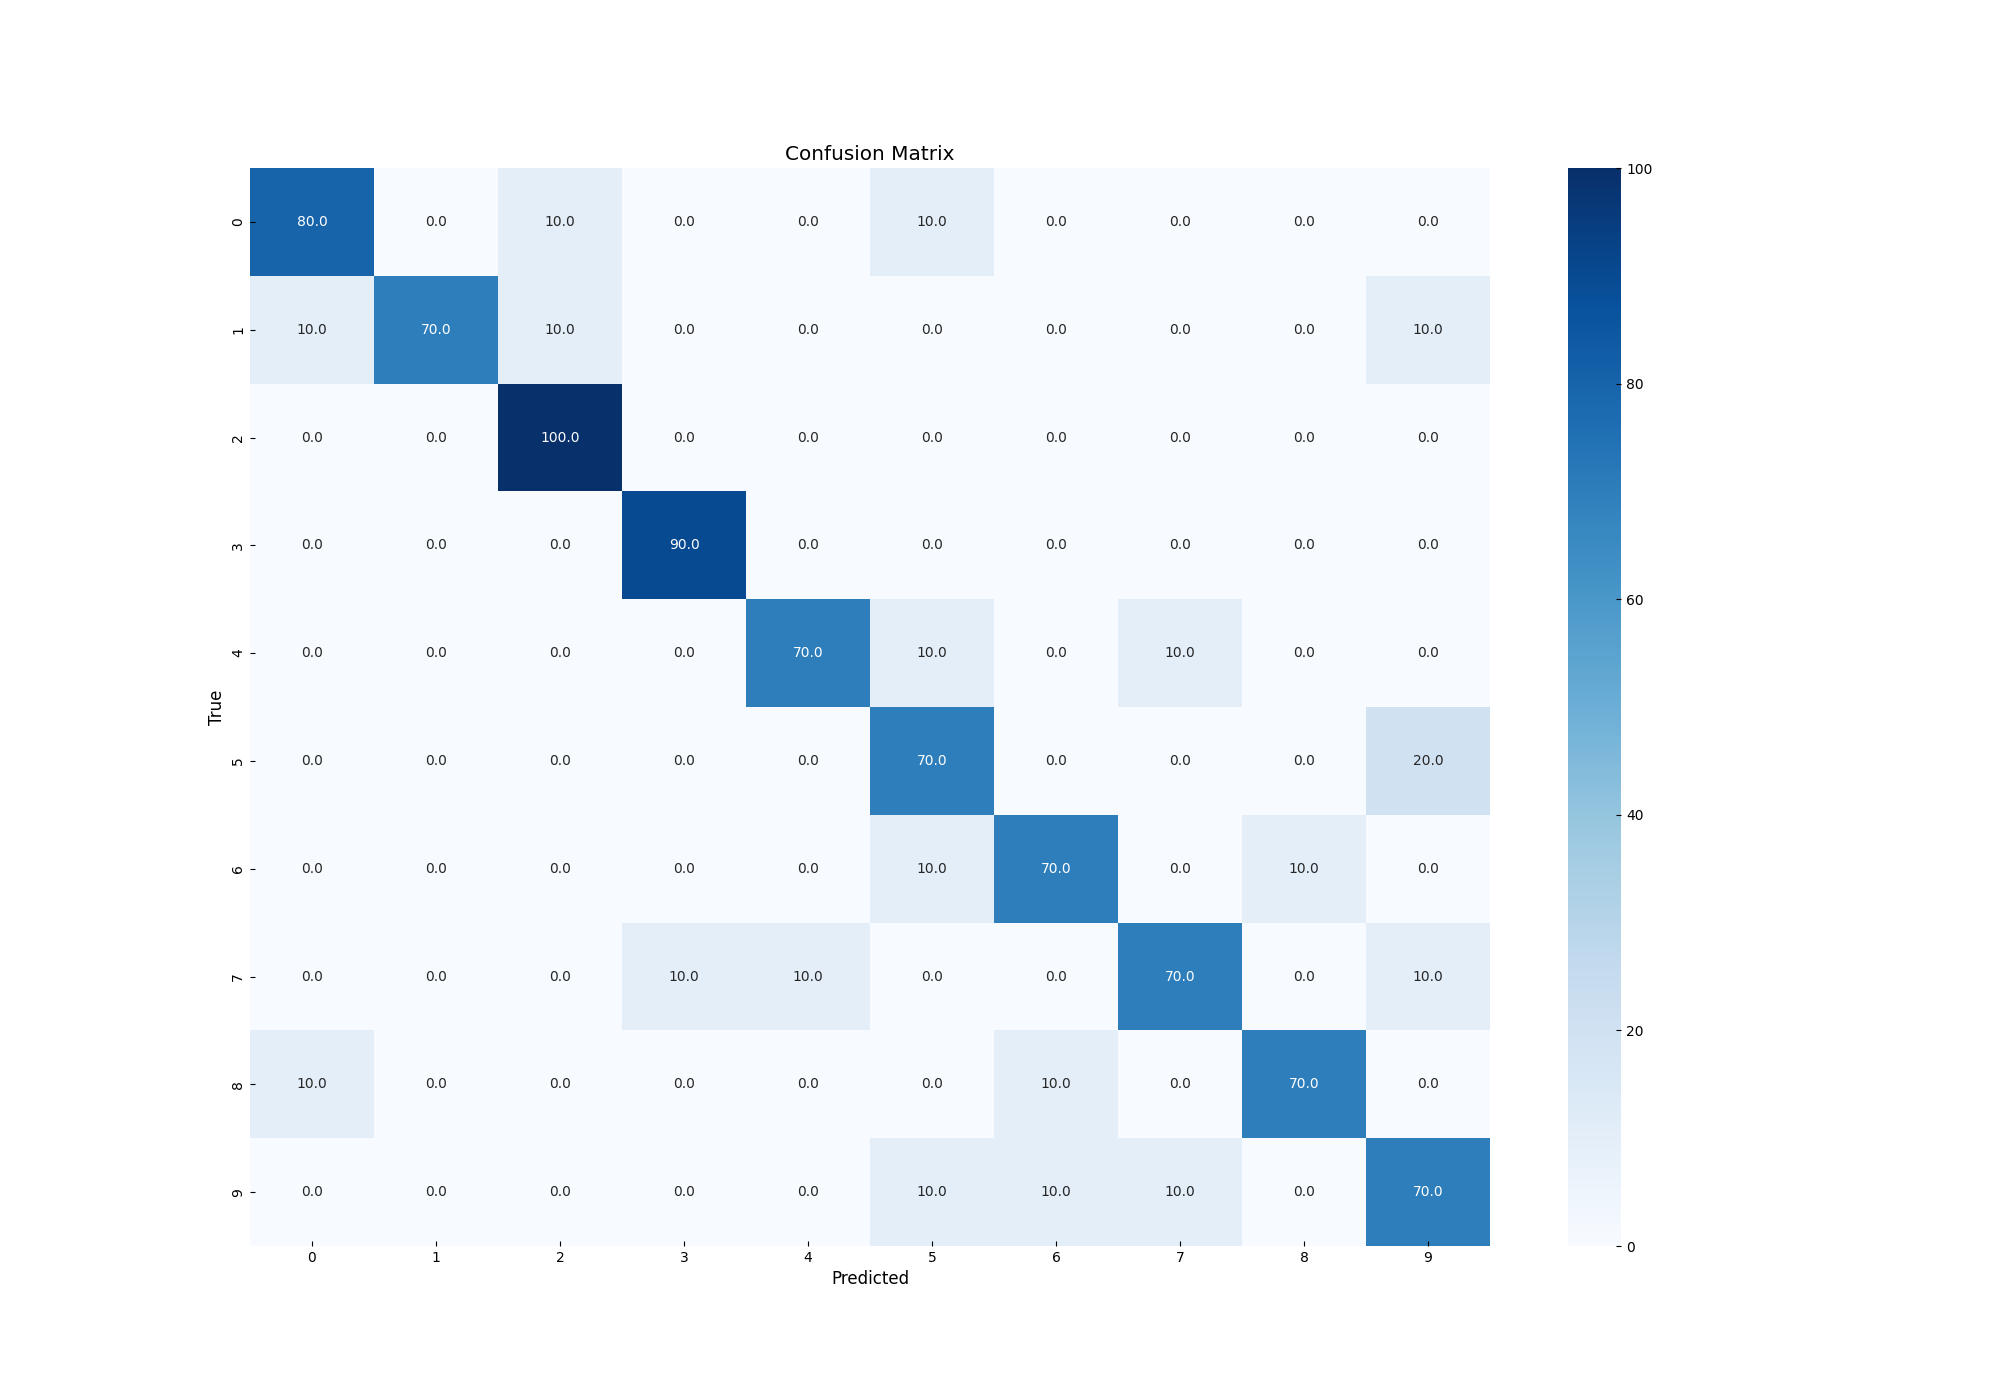 Confusion Matrix
0 80.0 0.0 10.0 0.0 0.0 10.0 0.0 0.0 0.0 0.0
1 10.0 70.0 10.0 0.0 0.0 0.0 0.0 0.0 0.0 10.0
2 0.0 0.0 100.0 0.0 0.0 0.0 0.0 0.0 0.0 0.0
3 0.0 0.0 0.0 90.0 0.0 0.0 0.0 0.0 0.0 0.0
4 0.0 0.0 0.0 0.0 70.0 10.0 0.0 10.0 0.0 0.0
5 0.0 0.0 0.0 0.0 0.0 70.0 0.0 0.0 0.0 20.0
6 0.0 0.0 0.0 0.0 0.0 10.0 70.0 0.0 10.0 0.0
7 0.0 0.0 0.0 10.0 10.0 0.0 0.0 70.0 0.0 10.0
8 10.0 0.0 0.0 0.0 0.0 0.0 10.0 0.0 70.0 0.0
9 0.0 0.0 0.0 0.0 0.0 10.0 10.0 10.0 0.0 70.0
0 1 2 3 4 5 6 7 8 9
Predicted
True
100
80
60
40
20
0